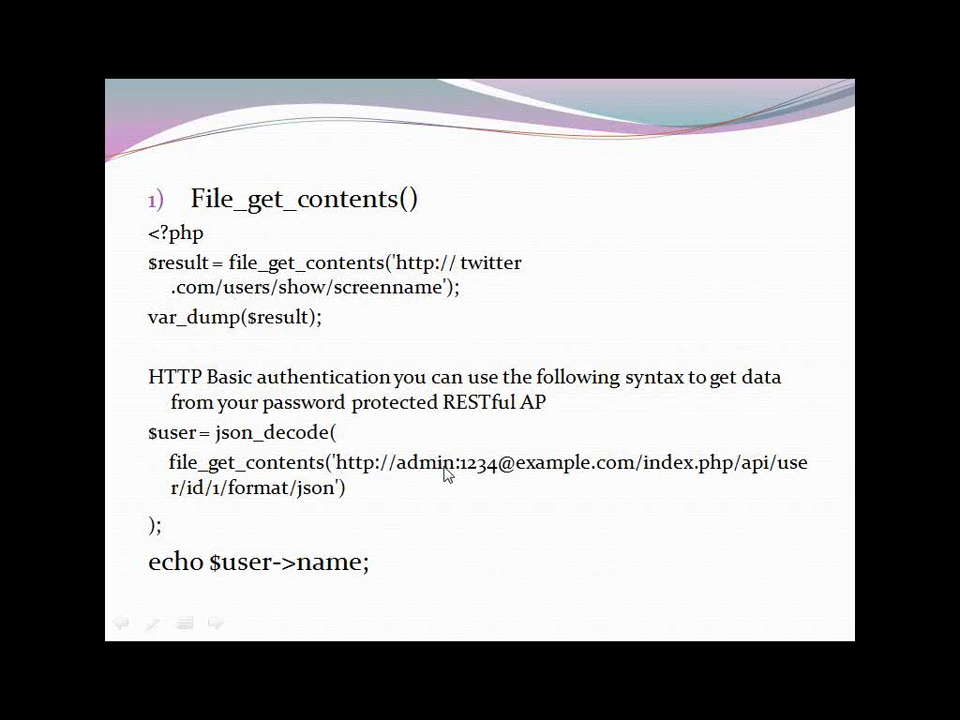 1) File_get_contents()
<?php
$result = file_get_contents('http:// twitter
.com/users/show/screenname');
var_dump($result);
HTTP Basic authentication you can use the following syntax to get data
from your password protected RESTful AP
$user = json_decode(
file_get_contents('http://admin:1234@example.com/index.php/api/use
r/id/1/format/json')
);
echo $user->name;